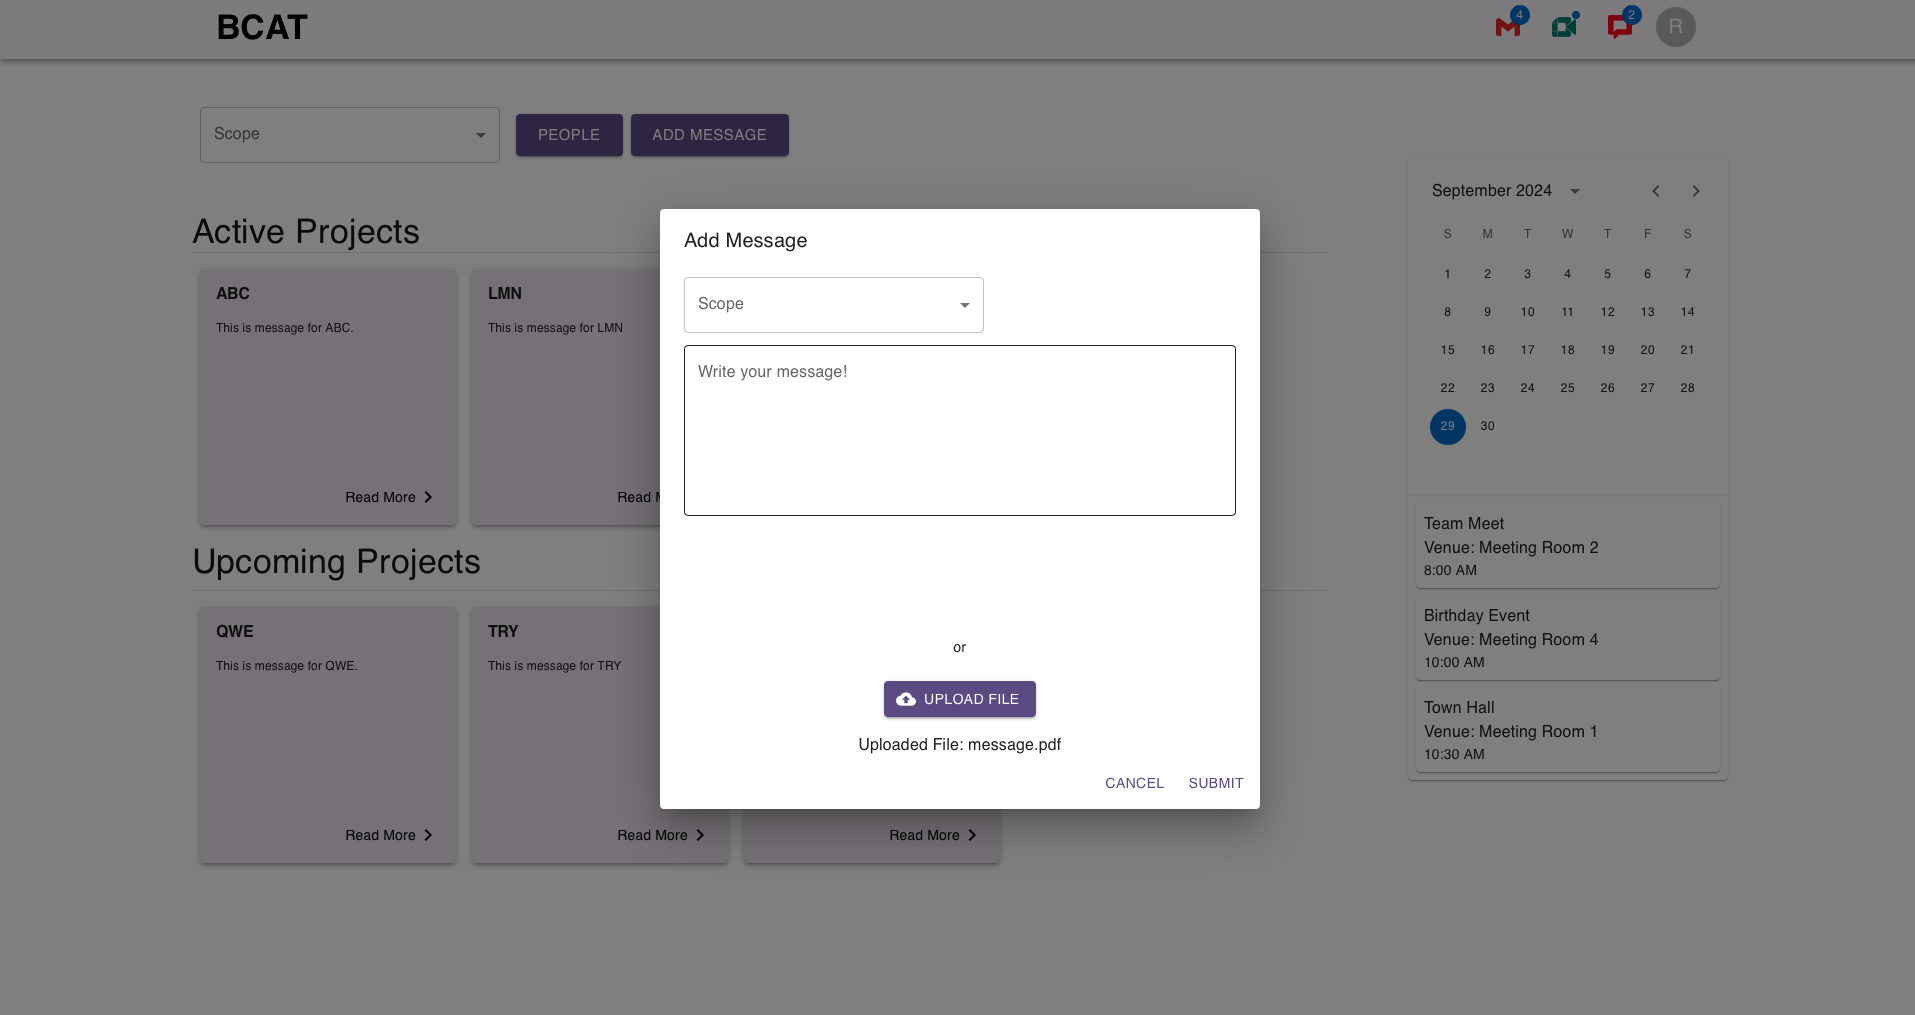 BCAT
4
2
R
Scope
PEOPLE
ADD MESSAGE
Active Projects
ABC
This is message for ABC.
Read More
LMN
This is message for LMN
Read
Upcoming Projects
QWE
This is message for QWE.
Read More
TRY
This is message for TRY
Read More
Read More
Add Message
Scope
Write your message!
or
UPLOAD FILE
Uploaded File: message.pdf
CANCEL SUBMIT
September 2024
S M T W T F S
1 2 3 4 5 6 7
8 9 10 11 12 13 14
15 16 17 18 19 20 21
22 23 24 25 26 27 28
29 30
Team Meet
Venue: Meeting Room 2
8:00 AM
Birthday Event
Venue: Meeting Room 4
10:00 AM
Town Hall
Venue: Meeting Room 1
10:30 AM